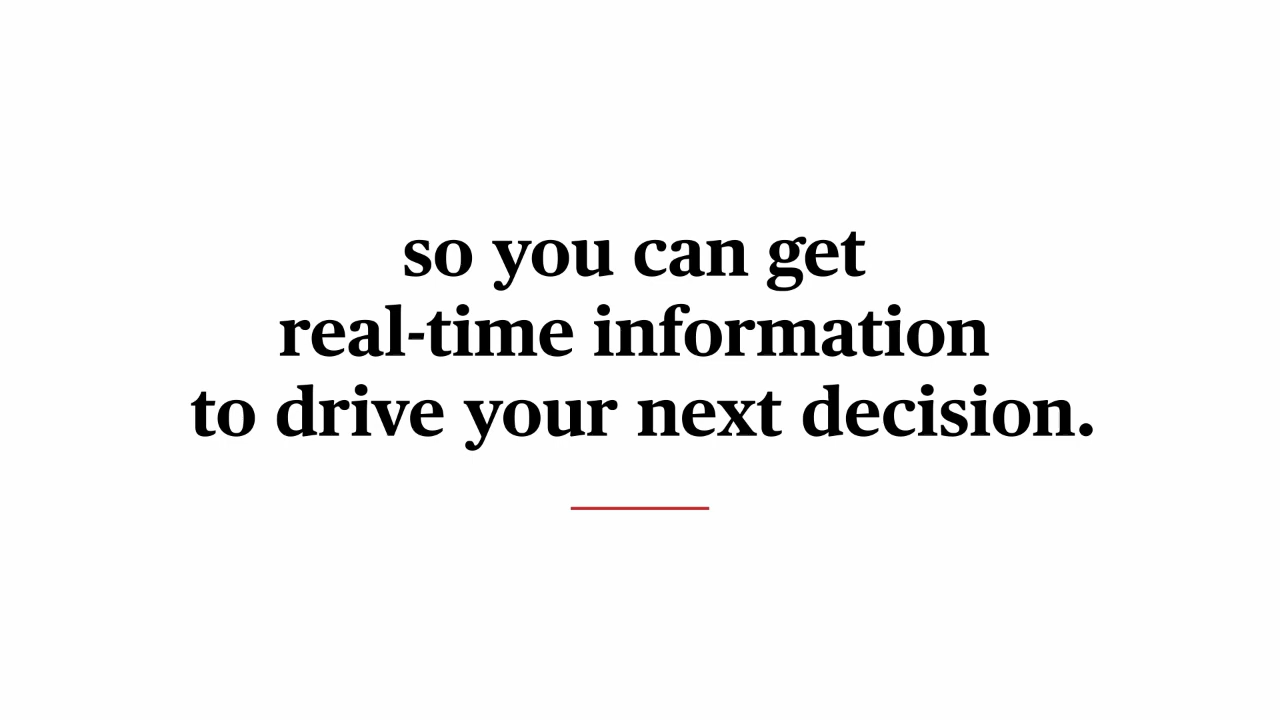 so you can get
real-time information
to drive your next decision.